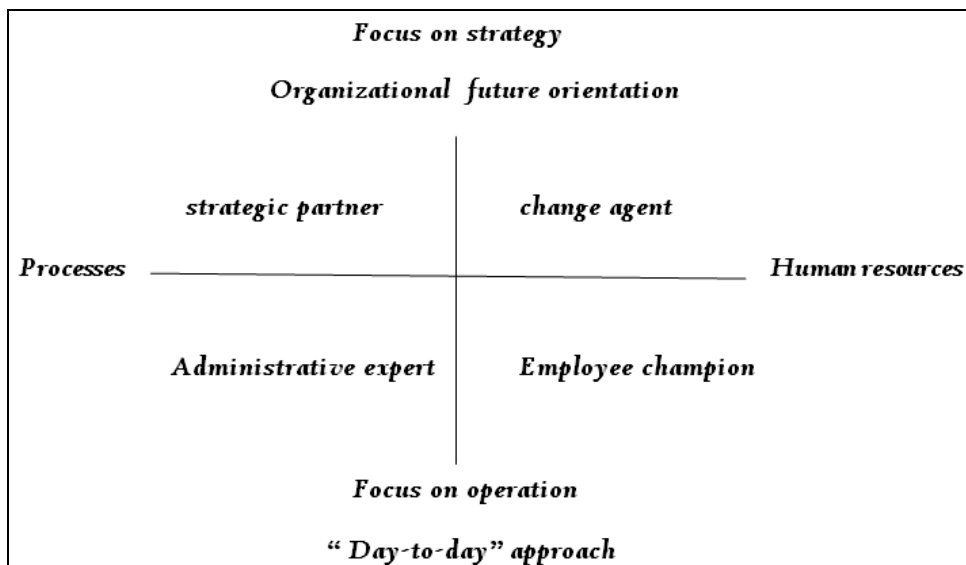 Focus on strategy
Organizational future orientation
strategic partner change agent
Processes Human resources
Administrative expert Employee champion
Focus on operation
“ Day-to-day” approach